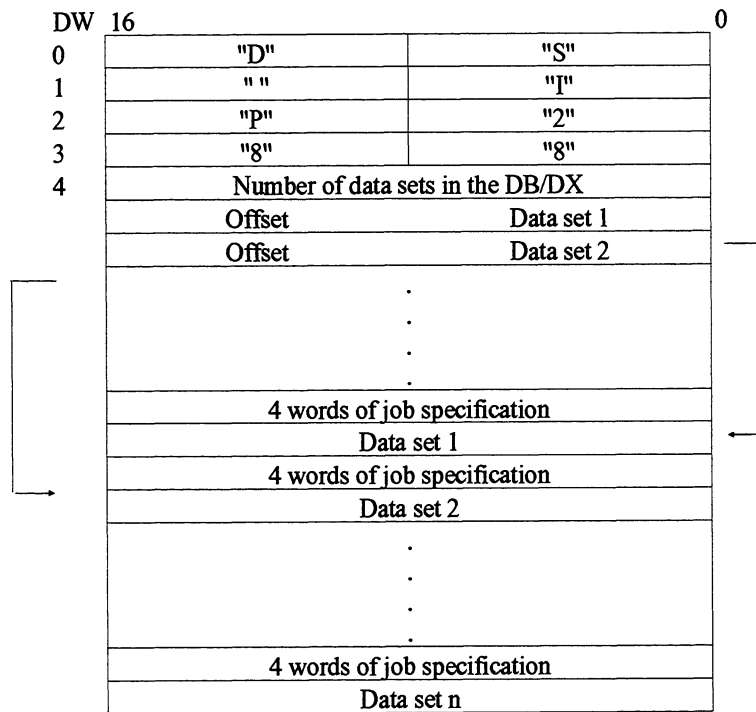 DW 16 0
0 "D" "S"
1 " " "I"
2 "P" "2"
3 "8" "8"
4 Number of data sets in the DB/DX
Offset Data set 1
Offset Data set 2
.
.
.
.
4 words of job specification
Data set 1
4 words of job specification
Data set 2
.
.
.
.
4 words of job specification
Data set n